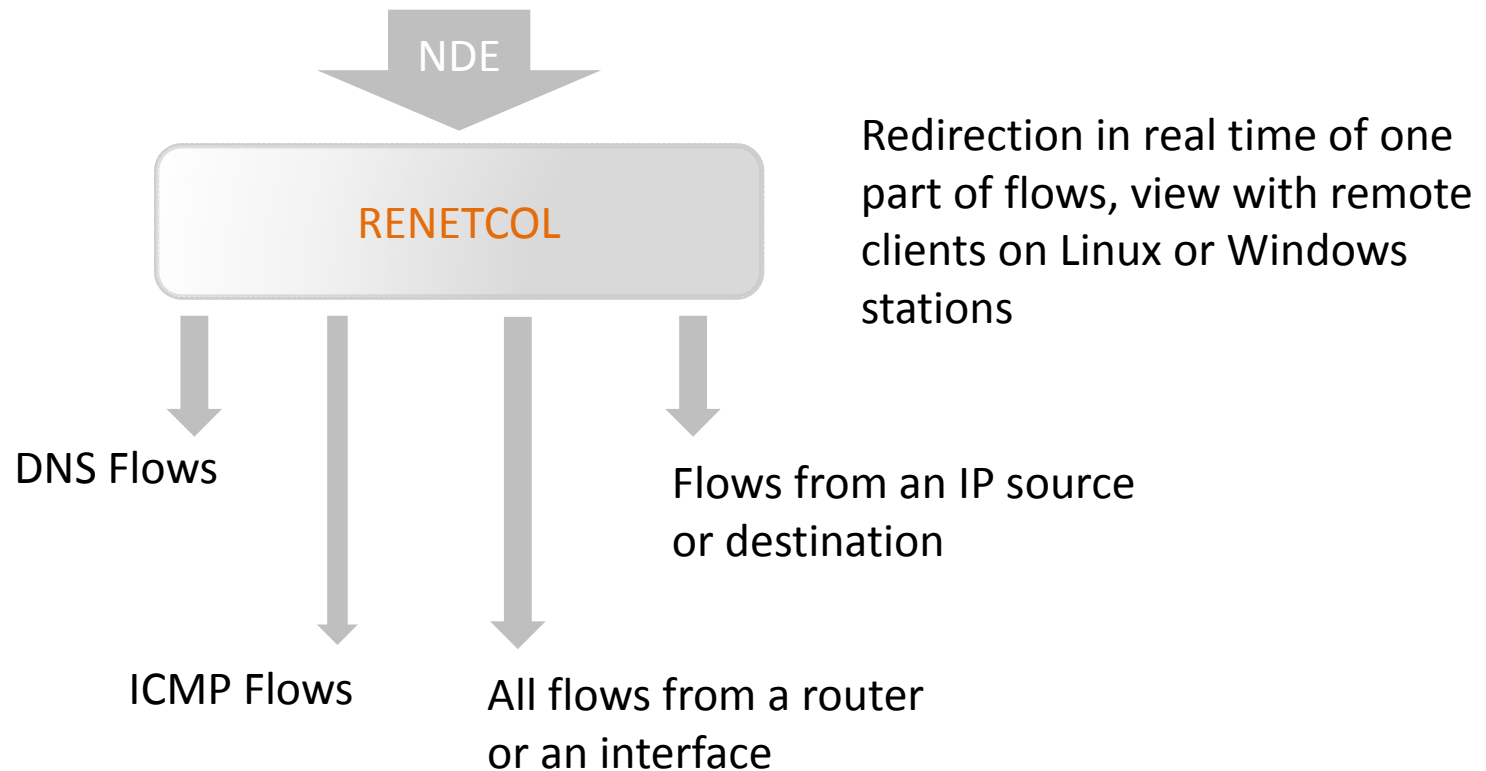 NDE
RENETCOL
Redirection in real time of one
part of flows, view with remote
clients on Linux or Windows
stations
DNS Flows
Flows from an IP source
or destination
ICMP Flows
All flows from a router
or an interface